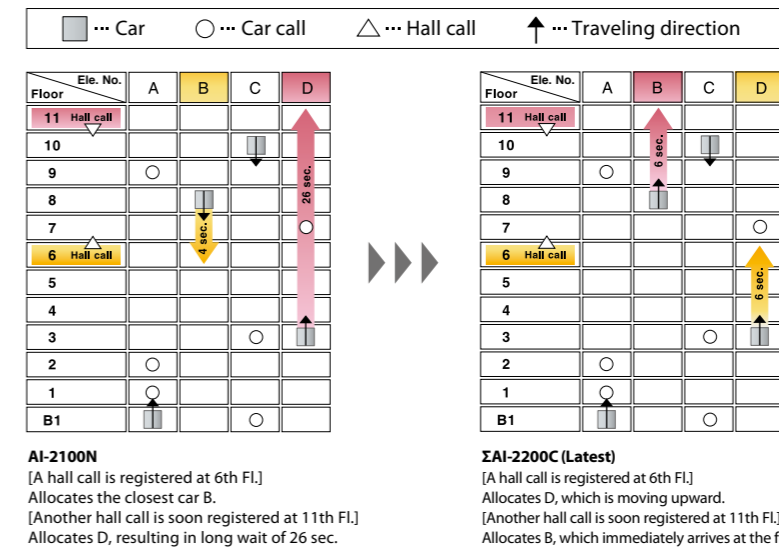 ··· Car ··· Car call ··· Hall call ··· Traveling direction
Ele. No.
Floor
A B C D
11 Hall call
10
9
8
7
6 Hall call
5
4
3
2
1
B1
4 sec.
26 sec.
AI-2100N
[A hall call is registered at 6th Fl.]
Allocates the closest car B.
[Another hall call is soon registered at 11th Fl.]
Allocates D, resulting in long wait of 26 sec.
Ele. No.
Floor
A B C D
11 Hall call
10
9
8
7
6 Hall call
5
4
3
2
1
B1
6 sec.
6 sec.
ΣAI-2200C (Latest)
[A hall call is registered at 6th Fl.]
Allocates D, which is moving upward.
[Another hall call is soon registered at 11th Fl.]
Allocates B, which immediately arrives at the